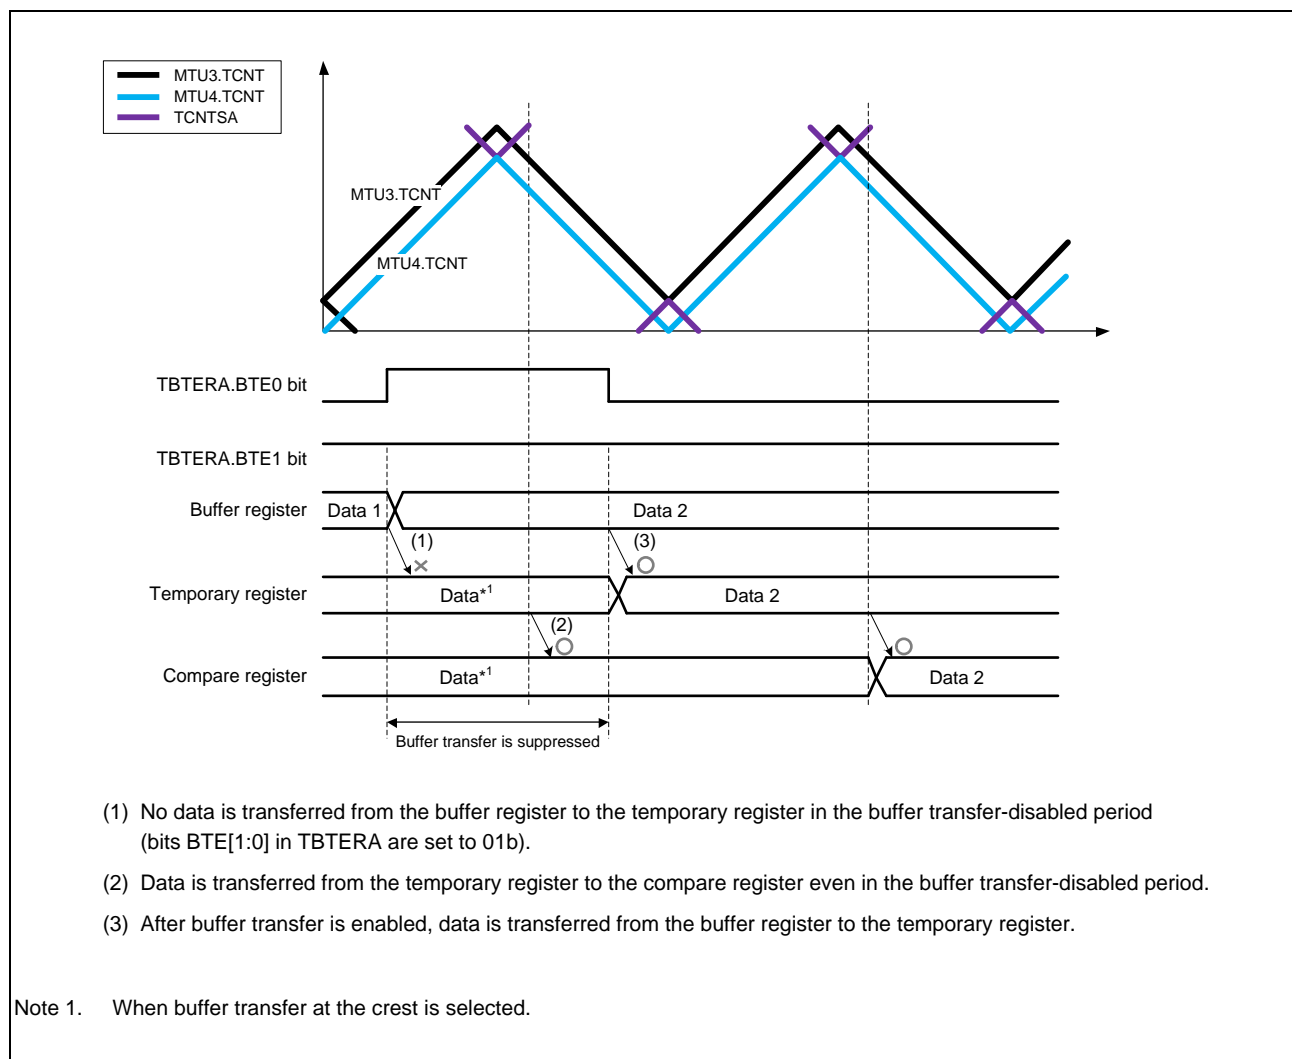 MTU3.TCNT
MTU4.TCNT
TCNTSA
MTU3.TCNT
MTU4.TCNT
TBTERA.BTE0 bit
TBTERA.BTE1 bit
Buffer register
Data 1
Data 2
(1)
(3)
Temporary register
Data*1
Data 2
(2)
Compare register
Data*1
Data 2
Buffer transfer is suppressed
(1) No data is transferred from the buffer register to the temporary register in the buffer transfer-disabled period
(bits BTE[1:0] in TBTERA are set to 01b).
(2) Data is transferred from the temporary register to the compare register even in the buffer transfer-disabled period.
(3) After buffer transfer is enabled, data is transferred from the buffer register to the temporary register.
Note 1. When buffer transfer at the crest is selected.